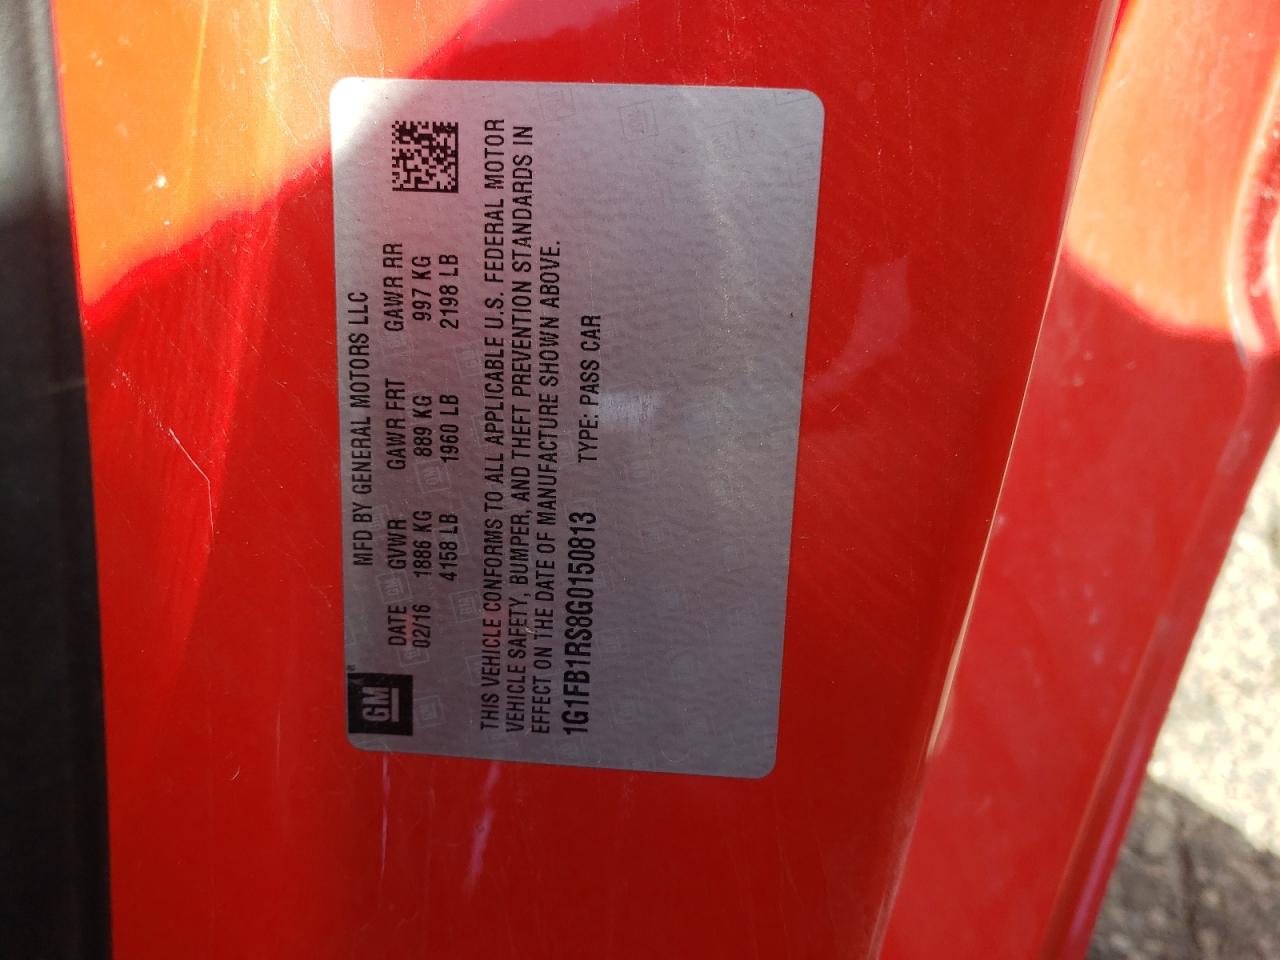 GM
MFD BY GENERAL MOTORS LLC
DATE GVWR GAWR FRT GAWR RR
02/16 1886 KG 889 KG 997 KG
4158 LB 1960 LB 2198 LB
THIS VEHICLE CONFORMS TO ALL APPLICABLE U.S. FEDERAL MOTOR
VEHICLE SAFETY, BUMPER, AND THEFT PREVENTION STANDARDS IN
EFFECT ON THE DATE OF MANUFACTURE SHOWN ABOVE.
1G1FB1RS8G0150813 TYPE: PASS CAR